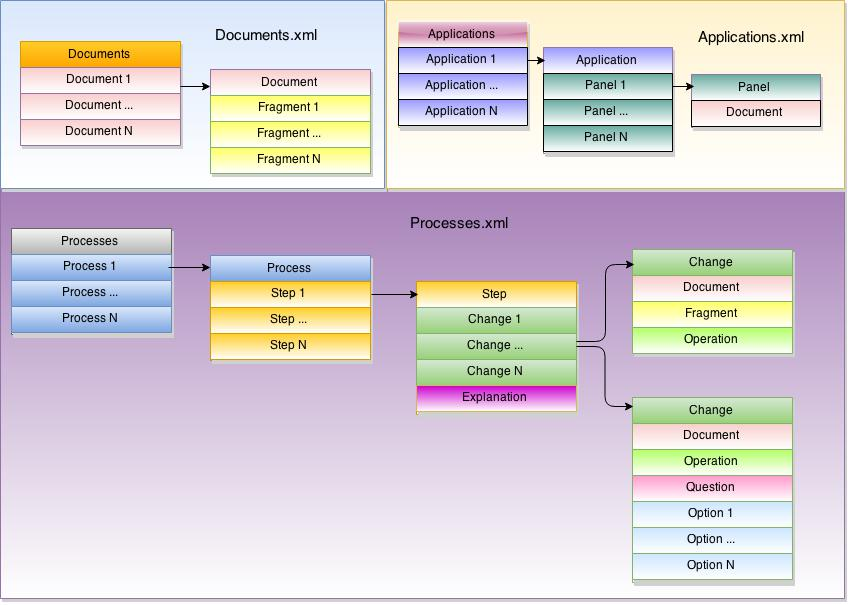 Documents.xml
Documents
Document 1
Document ...
Document N
Document
Fragment 1
Fragment ...
Fragment N
Applications.xml
Applications
Application 1
Application ...
Application N
Application
Panel 1
Panel ...
Panel N
Panel
Document
Processes.xml
Processes
Process 1
Process ...
Process N
Process
Step 1
Step ...
Step N
Step
Change 1
Change ...
Change N
Explanation
Change
Document
Fragment
Operation
Change
Document
Operation
Question
Option 1
Option ...
Option N